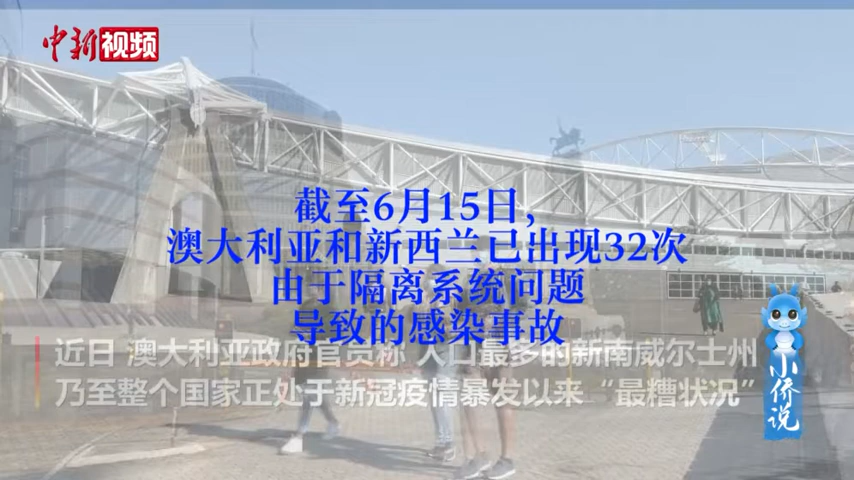 中新视频
截至6月15日，
澳大利亚和新西兰已出现32次
由于隔离系统问题
导致的感染事故
近日 澳大利亚政府官员称 人口最多的新南威尔士州
乃至整个国家正处于新冠疫情暴发以来“最糟状况”
小侨说